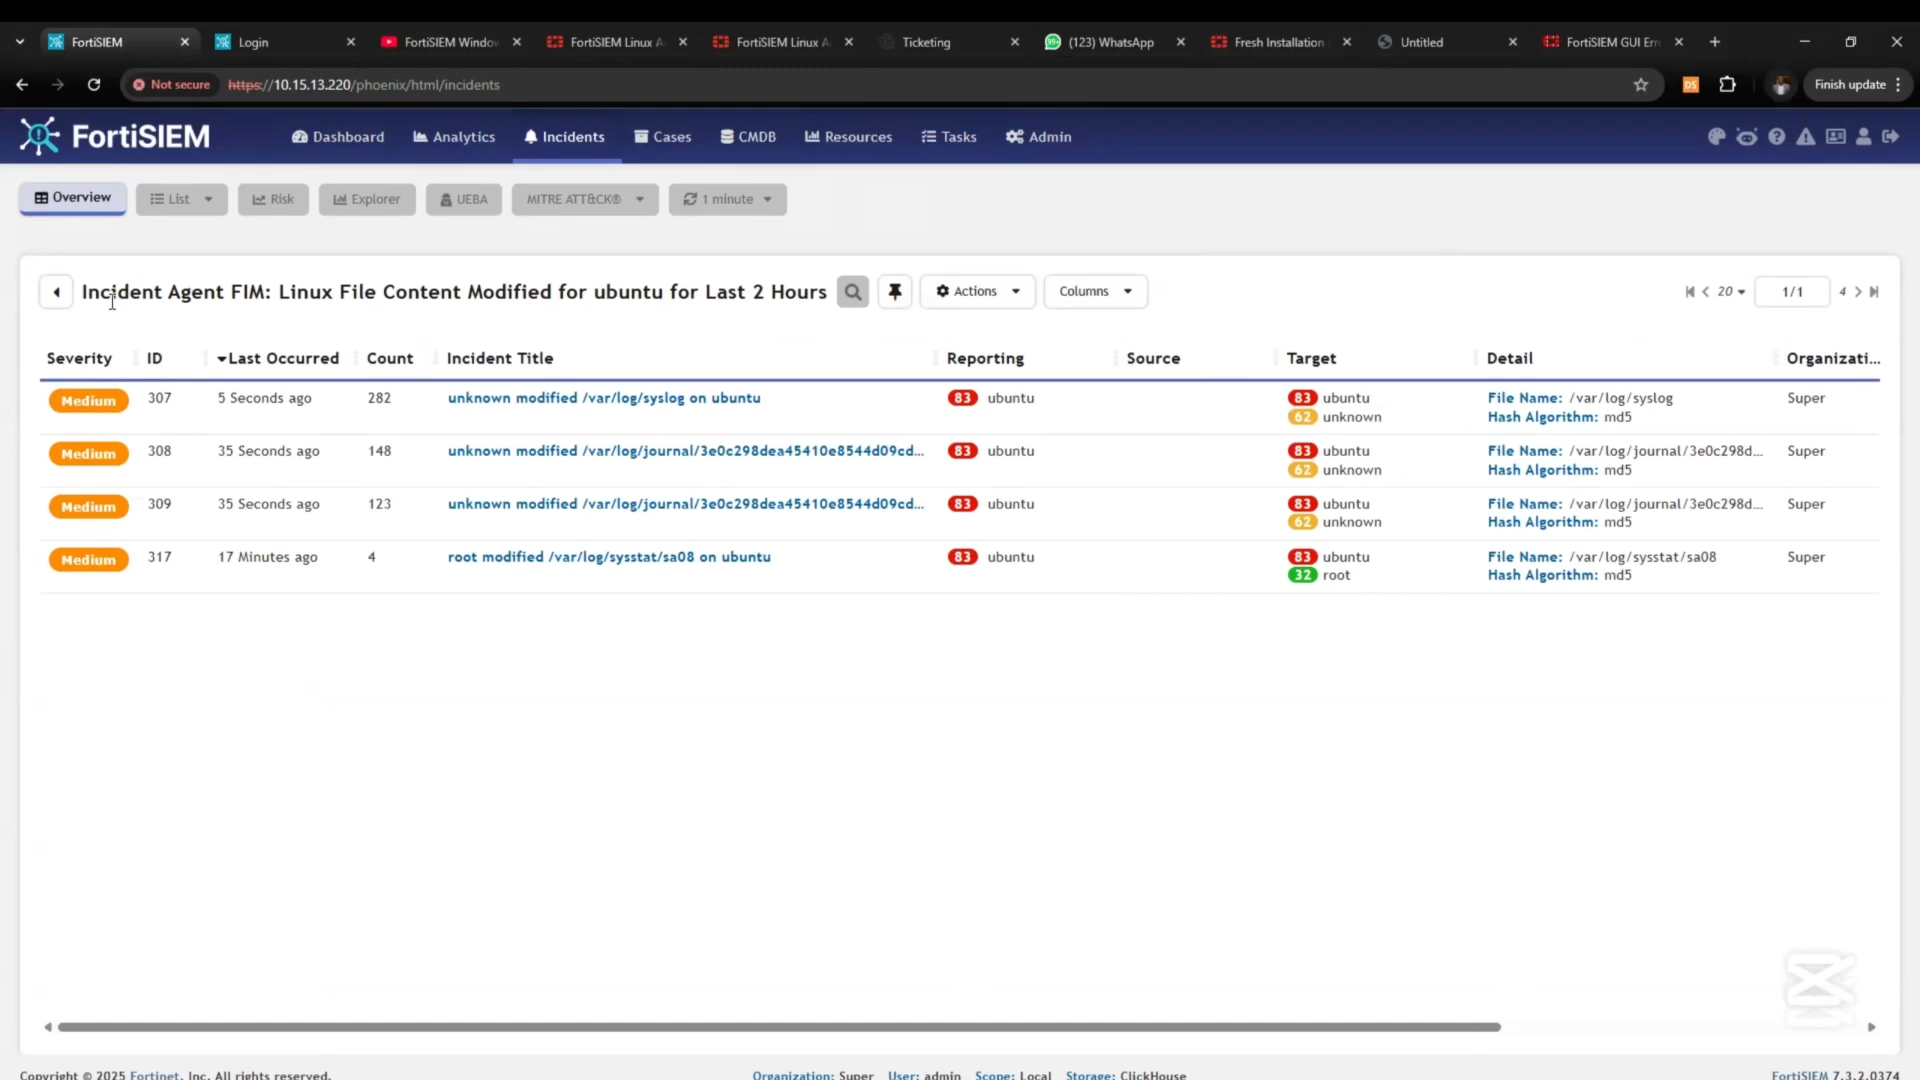 FortiSIEM
Login
FortiSIEM Windov
FortiSIEM Linux A
FortiSIEM Linux A
Ticketing
(123) WhatsApp
Fresh Installation
Untitled
FortiSIEM GUI Err
Not secure
https://10.15.13.220/phoenix/html/incidents
DS
Finish update
FortiSIEM
Dashboard
Analytics
Incidents
Cases
CMDB
Resources
Tasks
Admin
Overview
List
Risk
Explorer
UEBA
MITRE ATT&CK®
1 minute
Incident Agent FIM: Linux File Content Modified for ubuntu for Last 2 Hours
Actions
Columns
20
1/1
4
Severity ID Last Occurred Count Incident Title Reporting Source Target Detail Organizati...
Medium 307 5 Seconds ago 282 unknown modified /var/log/syslog on ubuntu 83 ubuntu 83 ubuntu File Name: /var/log/syslog Super
62 unknown Hash Algorithm: md5
Medium 308 35 Seconds ago 148 unknown modified /var/log/journal/3e0c298dea45410e8544d09cd... 83 ubuntu 83 ubuntu File Name: /var/log/journal/3e0c298d... Super
62 unknown Hash Algorithm: md5
Medium 309 35 Seconds ago 123 unknown modified /var/log/journal/3e0c298dea45410e8544d09cd... 83 ubuntu 83 ubuntu File Name: /var/log/journal/3e0c298d... Super
62 unknown Hash Algorithm: md5
Medium 317 17 Minutes ago 4 root modified /var/log/sysstat/sa08 on ubuntu 83 ubuntu 83 ubuntu File Name: /var/log/sysstat/sa08 Super
32 root Hash Algorithm: md5
Copyright © 2025 Fortinet, Inc. All rights reserved.
Organization: Super User: admin Scope: Local Storage: ClickHouse
FortiSIEM 7.3.2.0374